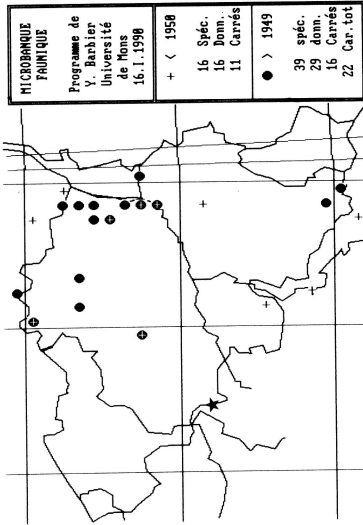 MICROBANQUE
FAUNIQUE
Programme de
Y. Barbier
Université
de Mons
16.I.1990
+ < 1950
16 Spéc.
16 Donn.
11 Carrés
● > 1949
39 spéc.
29 donn.
16 Carrés
22 Car.tot